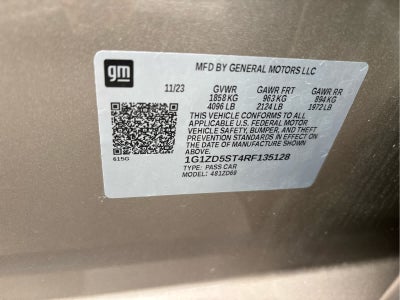 gm
MFD BY GENERAL MOTORS LLC
11/23 GVWR GAWR FRT GAWR RR
1858 KG 963 KG 894 KG
4096 LB 2124 LB 1972 LB
THIS VEHICLE CONFORMS TO ALL
APPLICABLE U.S. FEDERAL MOTOR
VEHICLE SAFETY, BUMPER, AND THEFT
PREVENTION STANDARDS IN EFFECT ON
THE DATE OF MANUFACTURE SHOWN
ABOVE.
615G
1G1ZD5ST4RF135128
TYPE: PASS CAR
MODEL: 481ZD69